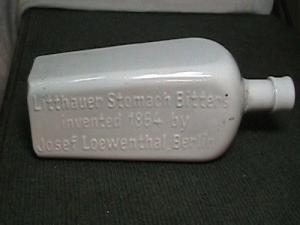 Litthauer Stomach Bitters
invented 1864 by
Josef Loewenthal, Berlin